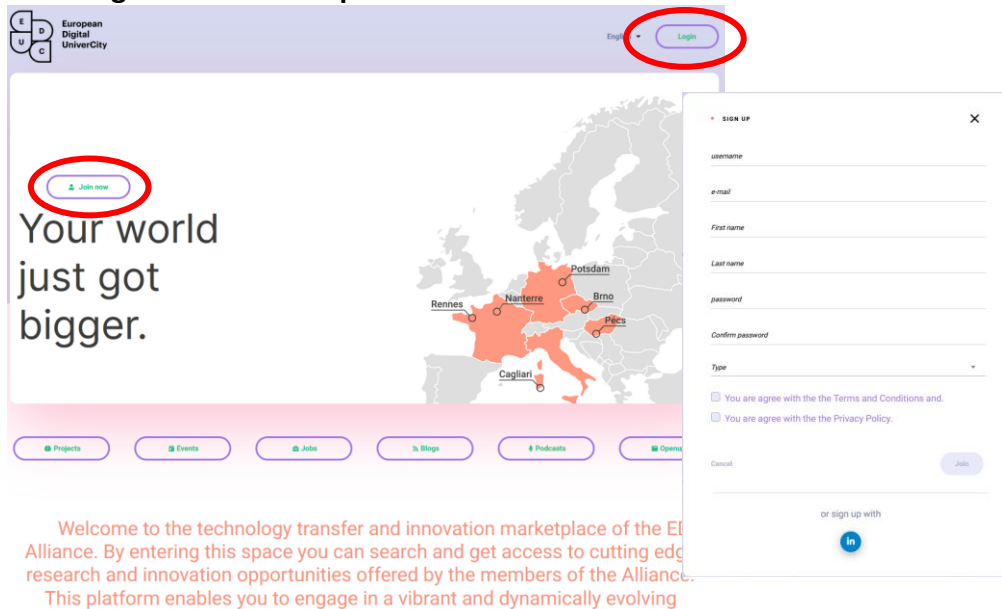 E D U C
European
Digital
UniverCity
English
Login
Join now
Your world
just got
bigger.
Potsdam
Nanterre
Brno
Rennes
Pécs
Cagliari
Projects
Events
Jobs
Blogs
Podcasts
Welcome to the technology transfer and innovation marketplace of the
Alliance. By entering this space you can search and get access to cutting
research and innovation opportunities offered by the members of the Alliance.
This platform enables you to engage in a vibrant and dynamically evolving
SIGN UP
username
e-mail
First name
Last name
password
Confirm password
Type
You are agree with the the Terms and Conditions and.
You are agree with the the Privacy Policy.
Cancel
Join
or sign up with
in